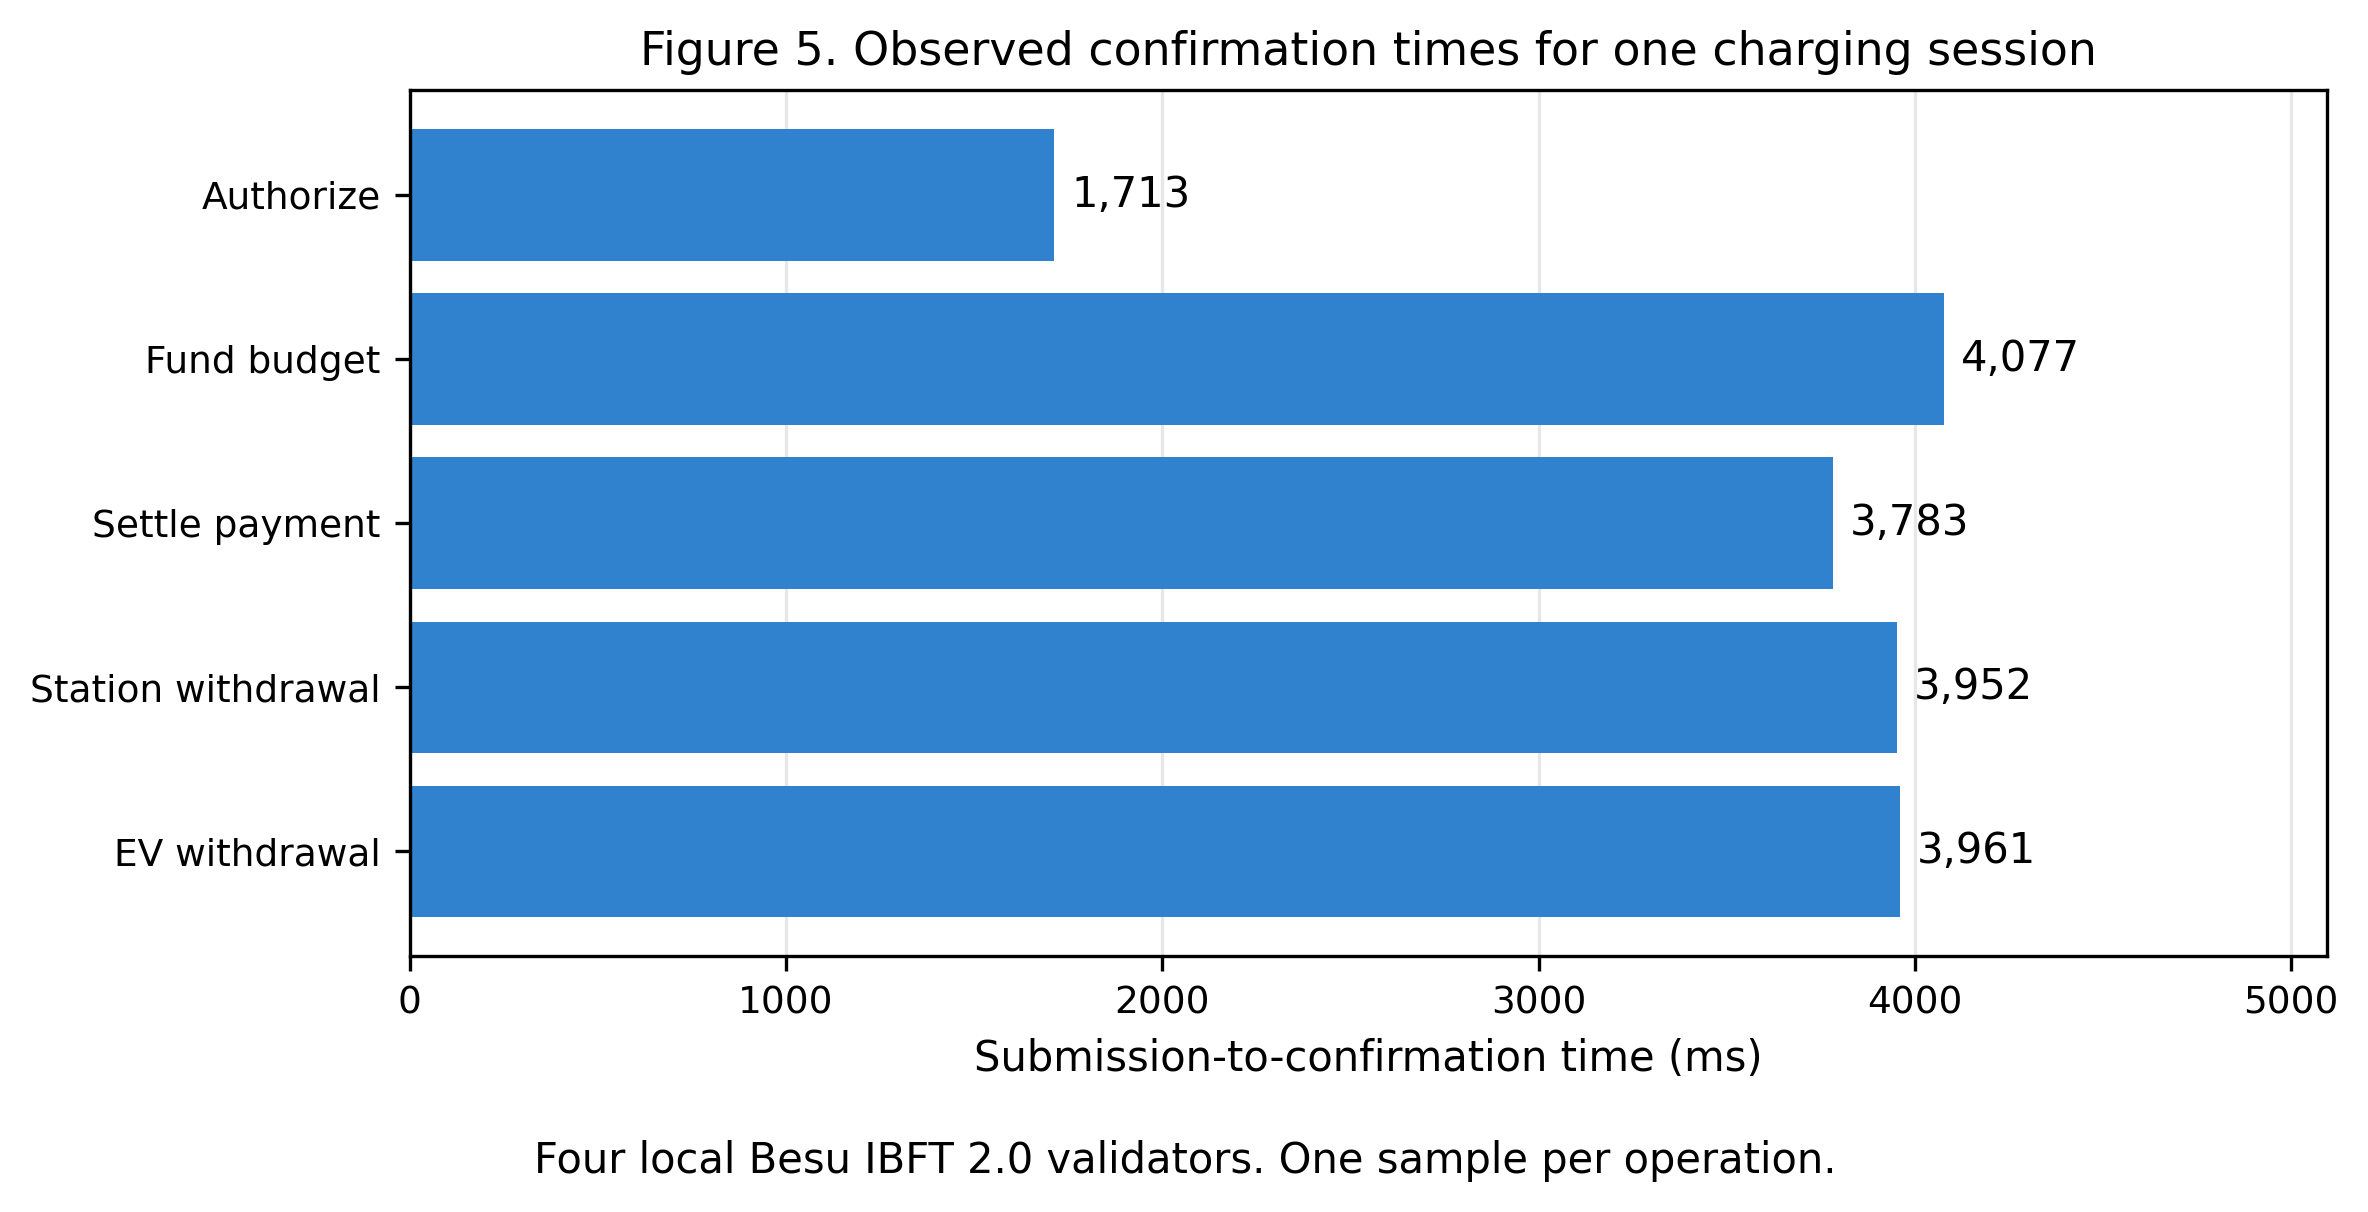 Figure 5. Observed confirmation times for one charging session
Authorize
1,713
Fund budget
4,077
Settle payment
3,783
Station withdrawal
3,952
EV withdrawal
3,961
0 1000 2000 3000 4000 5000
Submission-to-confirmation time (ms)
Four local Besu IBFT 2.0 validators. One sample per operation.